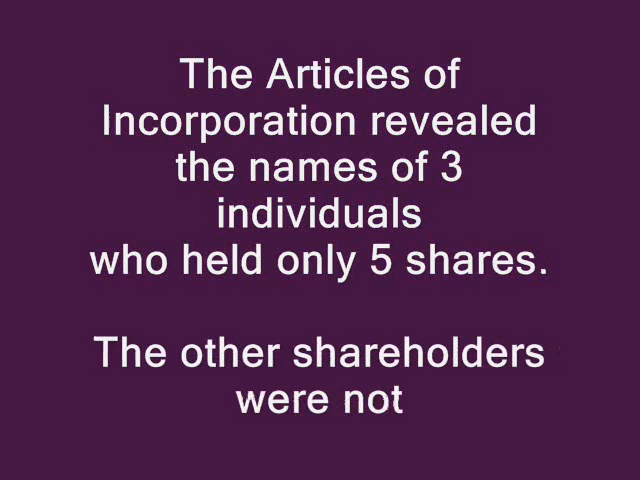 The Articles of
Incorporation revealed
the names of 3
individuals
who held only 5 shares.
The other shareholders
were not